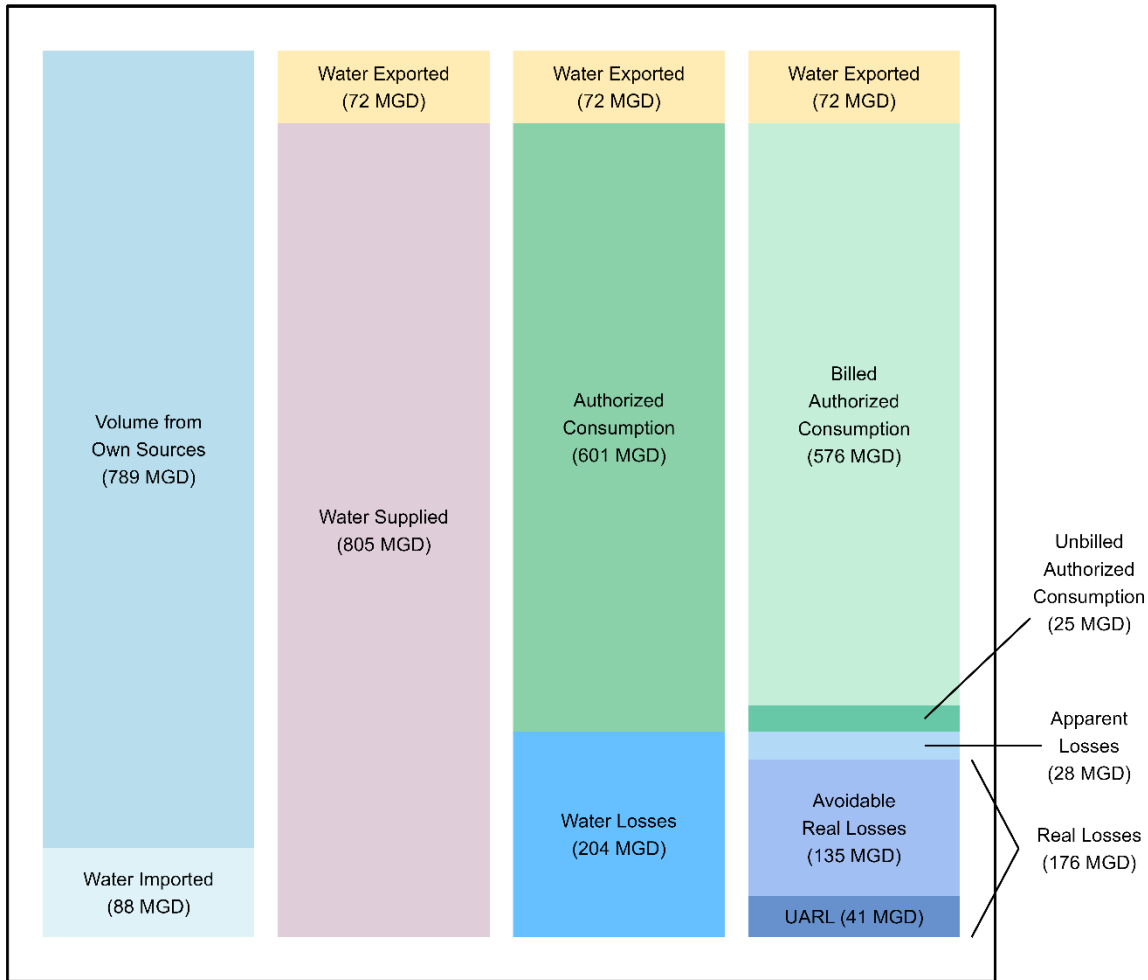 Volume from
Own Sources
(789 MGD)
Water Imported
(88 MGD)
Water Exported
(72 MGD)
Water Supplied
(805 MGD)
Water Exported
(72 MGD)
Authorized
Consumption
(601 MGD)
Water Losses
(204 MGD)
Water Exported
(72 MGD)
Billed
Authorized
Consumption
(576 MGD)
Avoidable
Real Losses
(135 MGD)
UARL (41 MGD)
Unbilled
Authorized
Consumption
(25 MGD)
Apparent
Losses
(28 MGD)
Real Losses
(176 MGD)